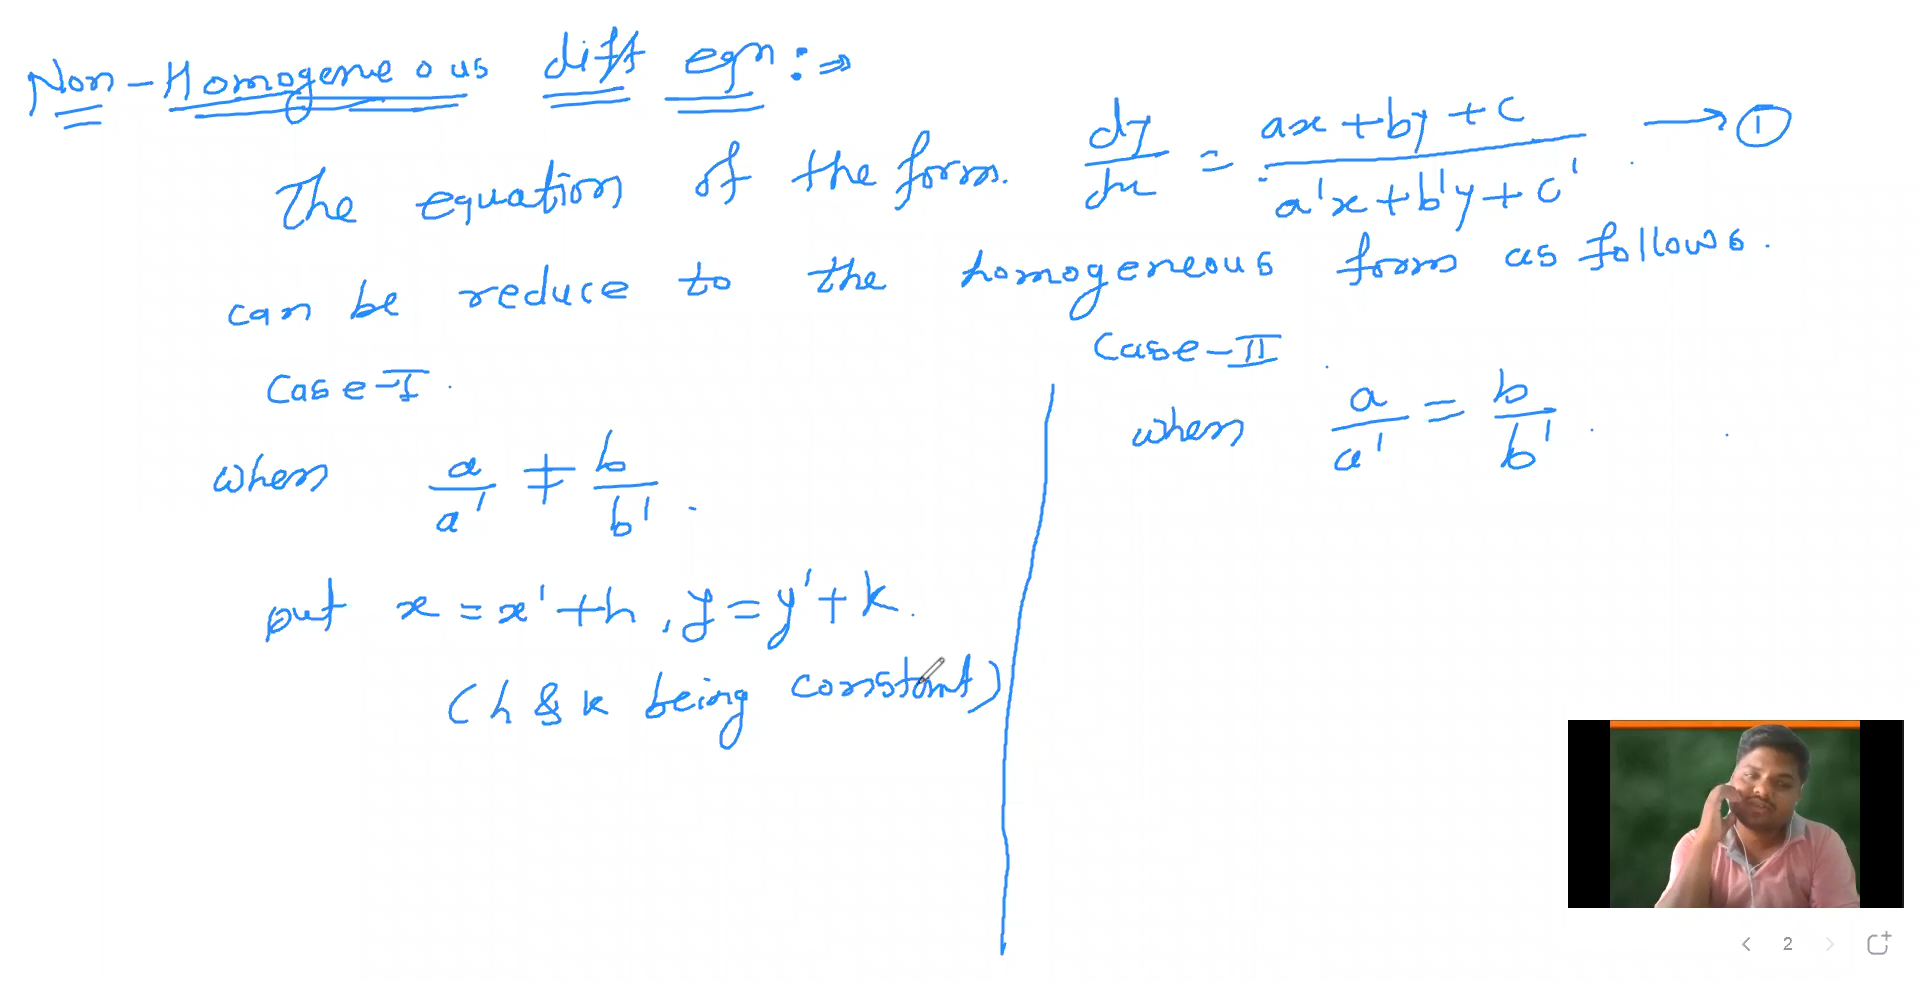 Non-Homogeneous diff eqn:⇒
The equation of the form. dy/dx = (ax+by+c)/(a'x+b'y+c') → ①
can be reduce to the homogeneous form as follows.
Case-I.
when a/a' ≠ b/b'.
put x = x'+h, y = y'+k.
(h & k being constant)
Case-II
when a/a' = b/b'.
2